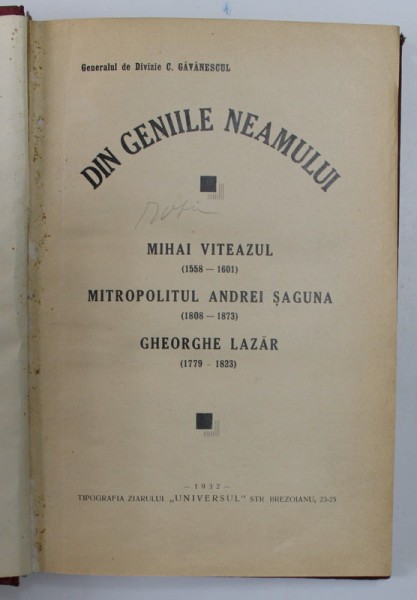 Generalul de Divizie C. GĂVĂNESCUL
DIN GENIILE NEAMULUI
MIHAI VITEAZUL
(1558 — 1601)
MITROPOLITUL ANDREI ȘAGUNA
(1808 — 1873)
GHEORGHE LAZĂR
(1779 - 1823)
— 1932 —
TIPOGRAFIA ZIARULUI „UNIVERSUL" STR. BREZOIANU, 23-25